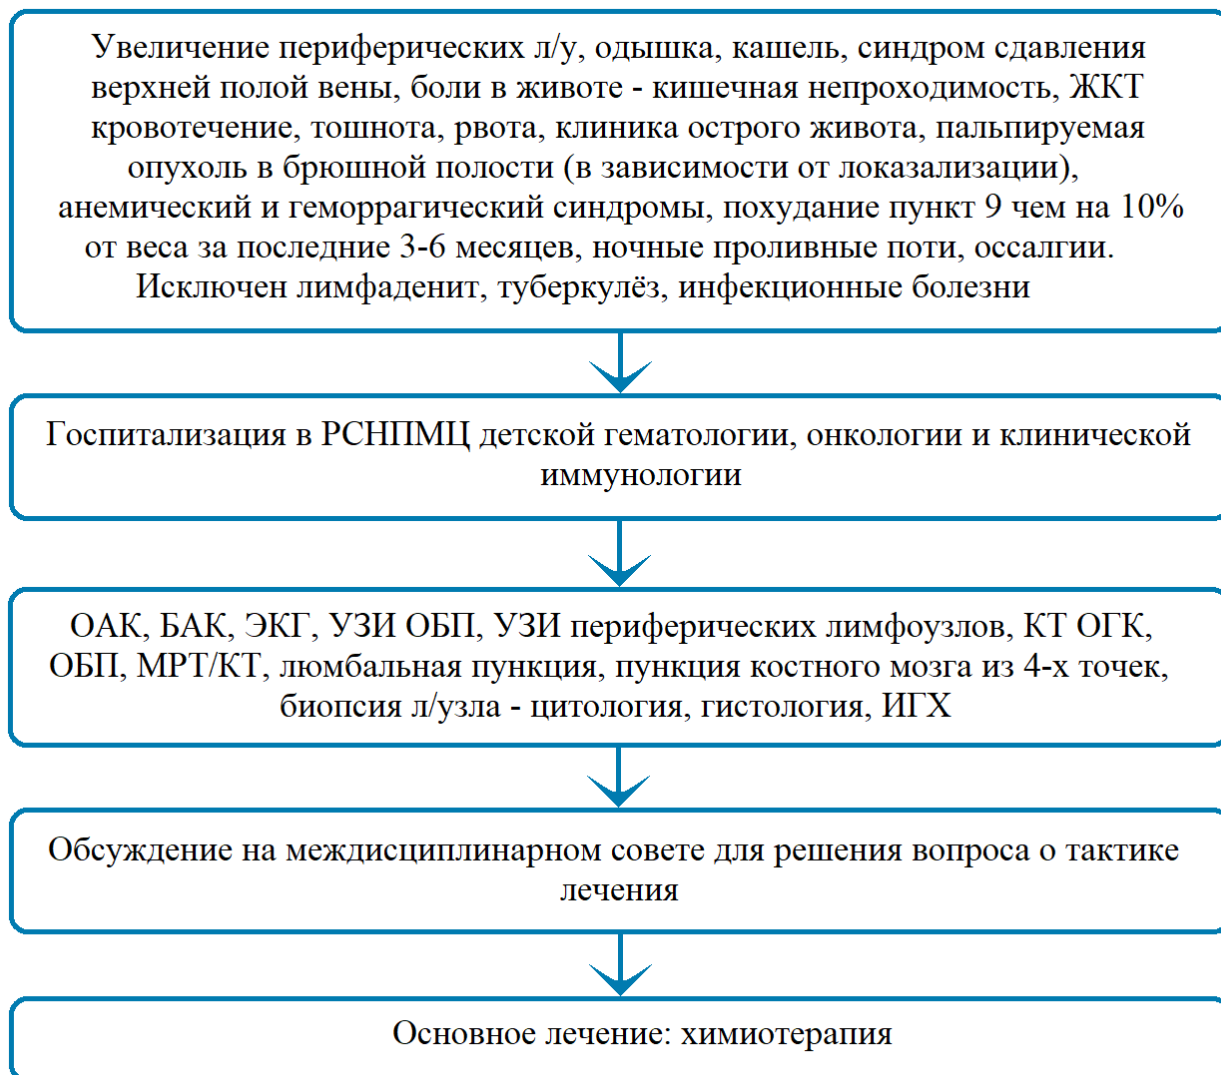 Увеличение периферических л/у, одышка, кашель, синдром сдавления
верхней полой вены, боли в животе - кишечная непроходимость, ЖКТ
кровотечение, тошнота, рвота, клиника острого живота, пальпируемая
опухоль в брюшной полости (в зависимости от локазализации),
анемический и геморрагический синдромы, похудание пункт 9 чем на 10%
от веса за последние 3-6 месяцев, ночные проливные поти, оссалгии.
Исключен лимфаденит, туберкулёз, инфекционные болезни
Госпитализация в РСНПМЦ детской гематологии, онкологии и клинической
иммунологии
ОАК, БАК, ЭКГ, УЗИ ОБП, УЗИ периферических лимфоузлов, КТ ОГК,
ОБП, МРТ/КТ, люмбальная пункция, пункция костного мозга из 4-х точек,
биопсия л/узла - цитология, гистология, ИГХ
Обсуждение на междисциплинарном совете для решения вопроса о тактике
лечения
Основное лечение: химиотерапия